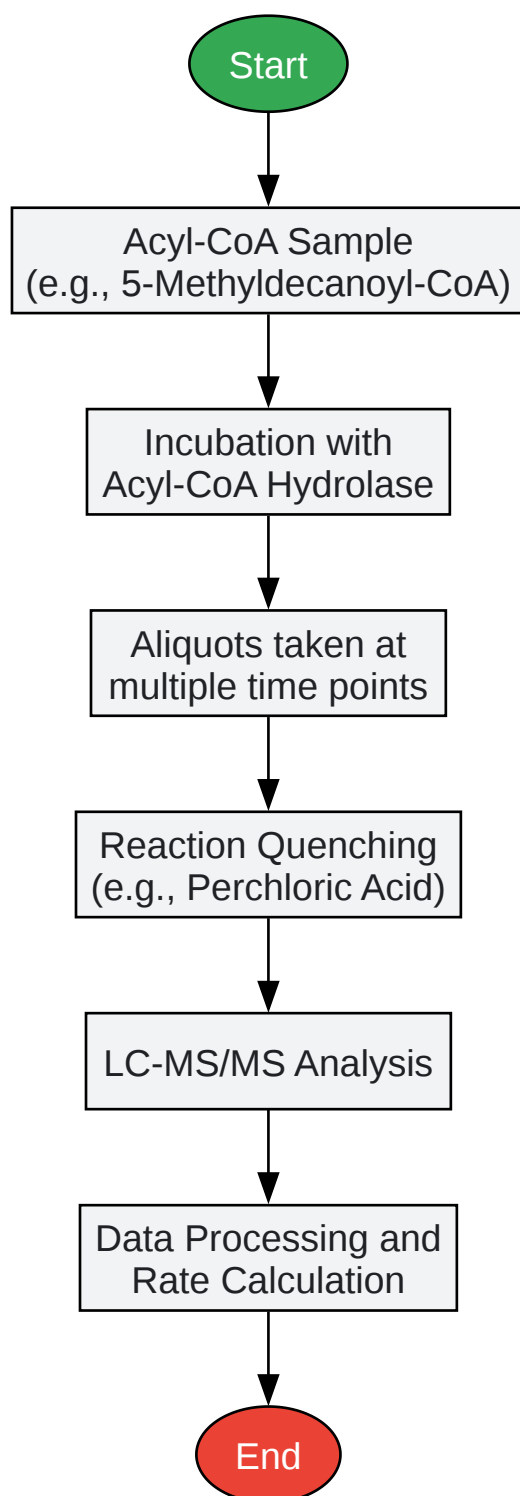 Start
Acyl-CoA Sample
(e.g., 5-Methyldecanoyl-CoA)
Incubation with
Acyl-CoA Hydrolase
Aliquots taken at
multiple time points
Reaction Quenching
(e.g., Perchloric Acid)
LC-MS/MS Analysis
Data Processing and
Rate Calculation
End